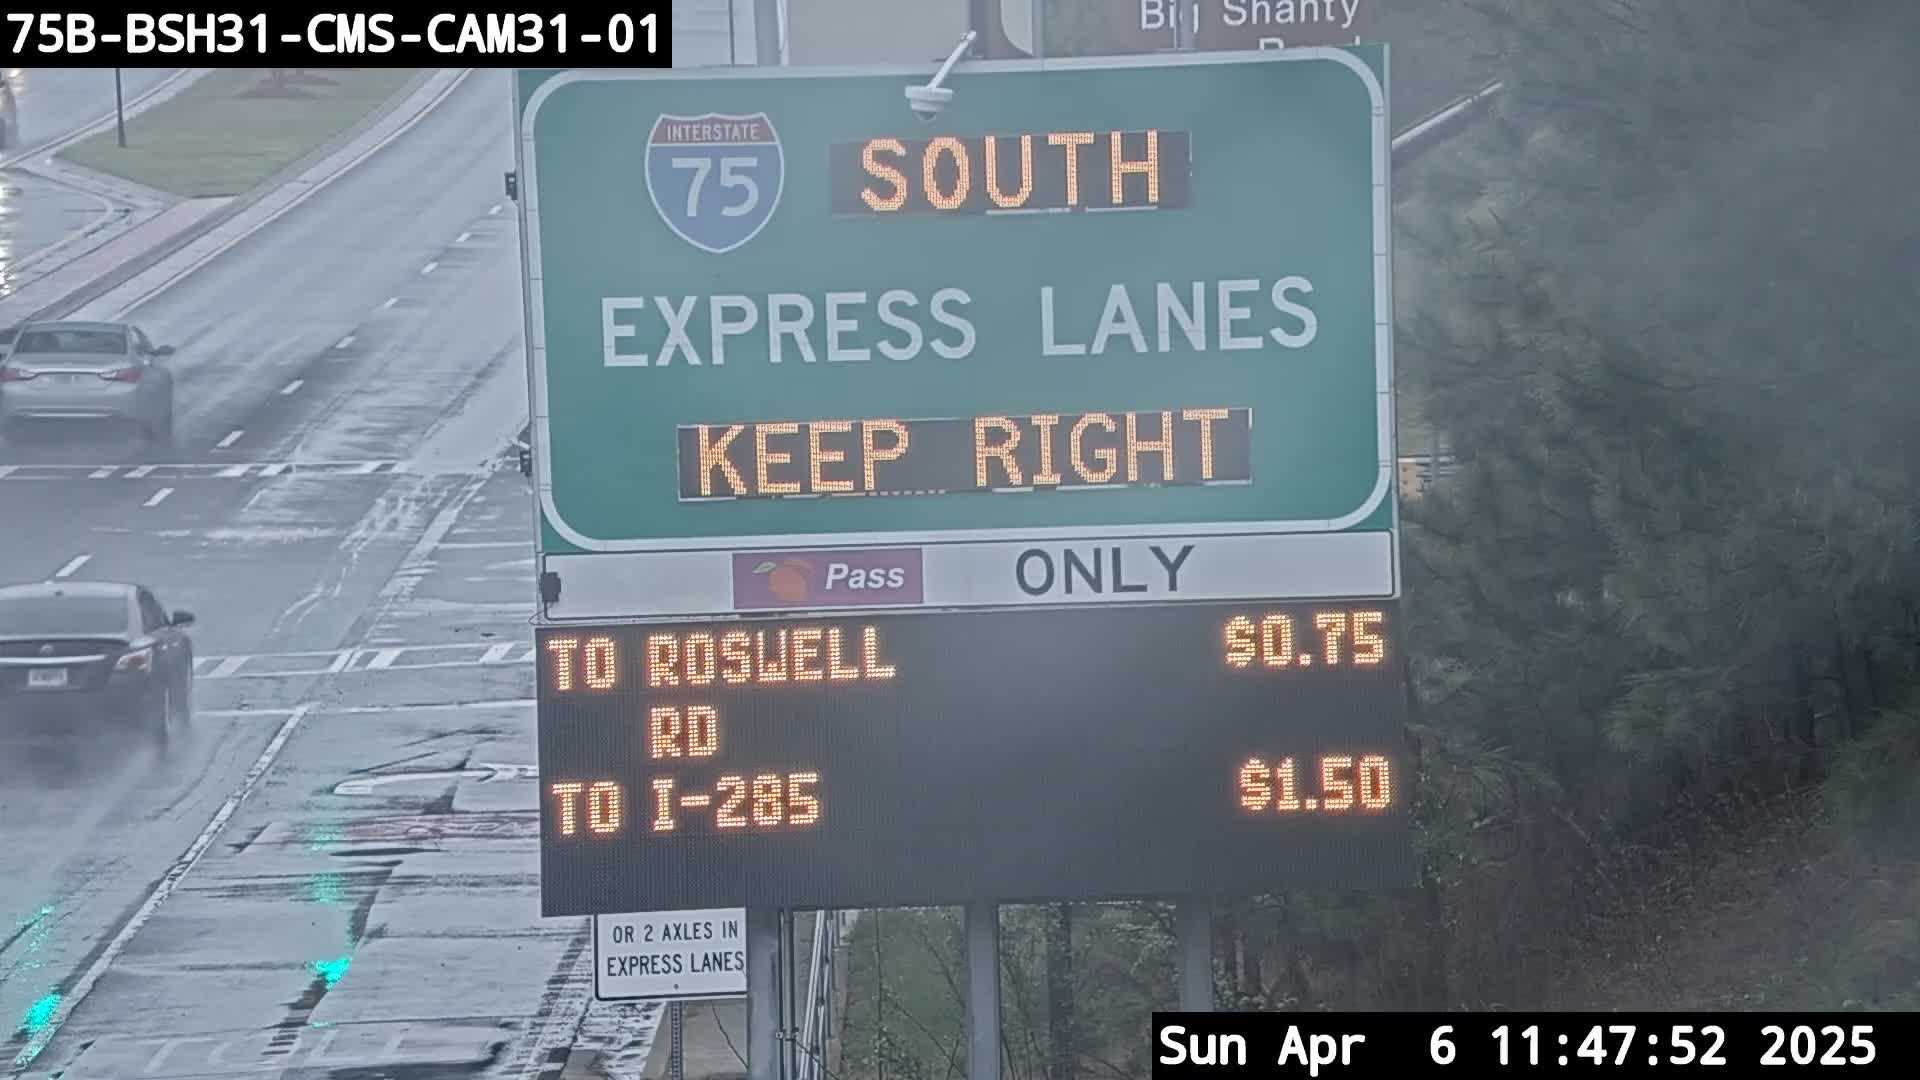 75B-BSH31-CMS-CAM31-01
Big Shanty
INTERSTATE
75
SOUTH
EXPRESS LANES
KEEP RIGHT
Pass
ONLY
TO ROSWELL $0.75
RD
TO I-285 $1.50
OR 2 AXLES IN
EXPRESS LANES
Sun Apr 6 11:47:52 2025